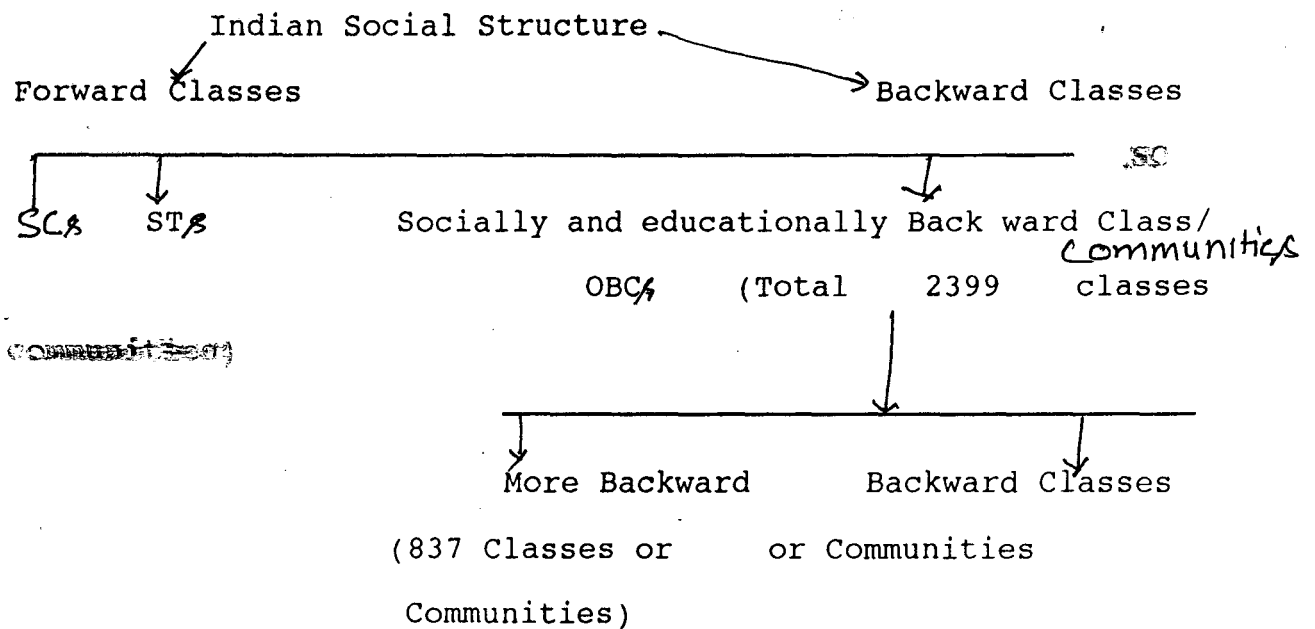 Indian Social Structure
Forward Classes Backward Classes
SCs STs Socially and educationally Back ward Class/
communities
OBCs (Total 2399 classes
More Backward Backward Classes
(837 Classes or or Communities
Communities)